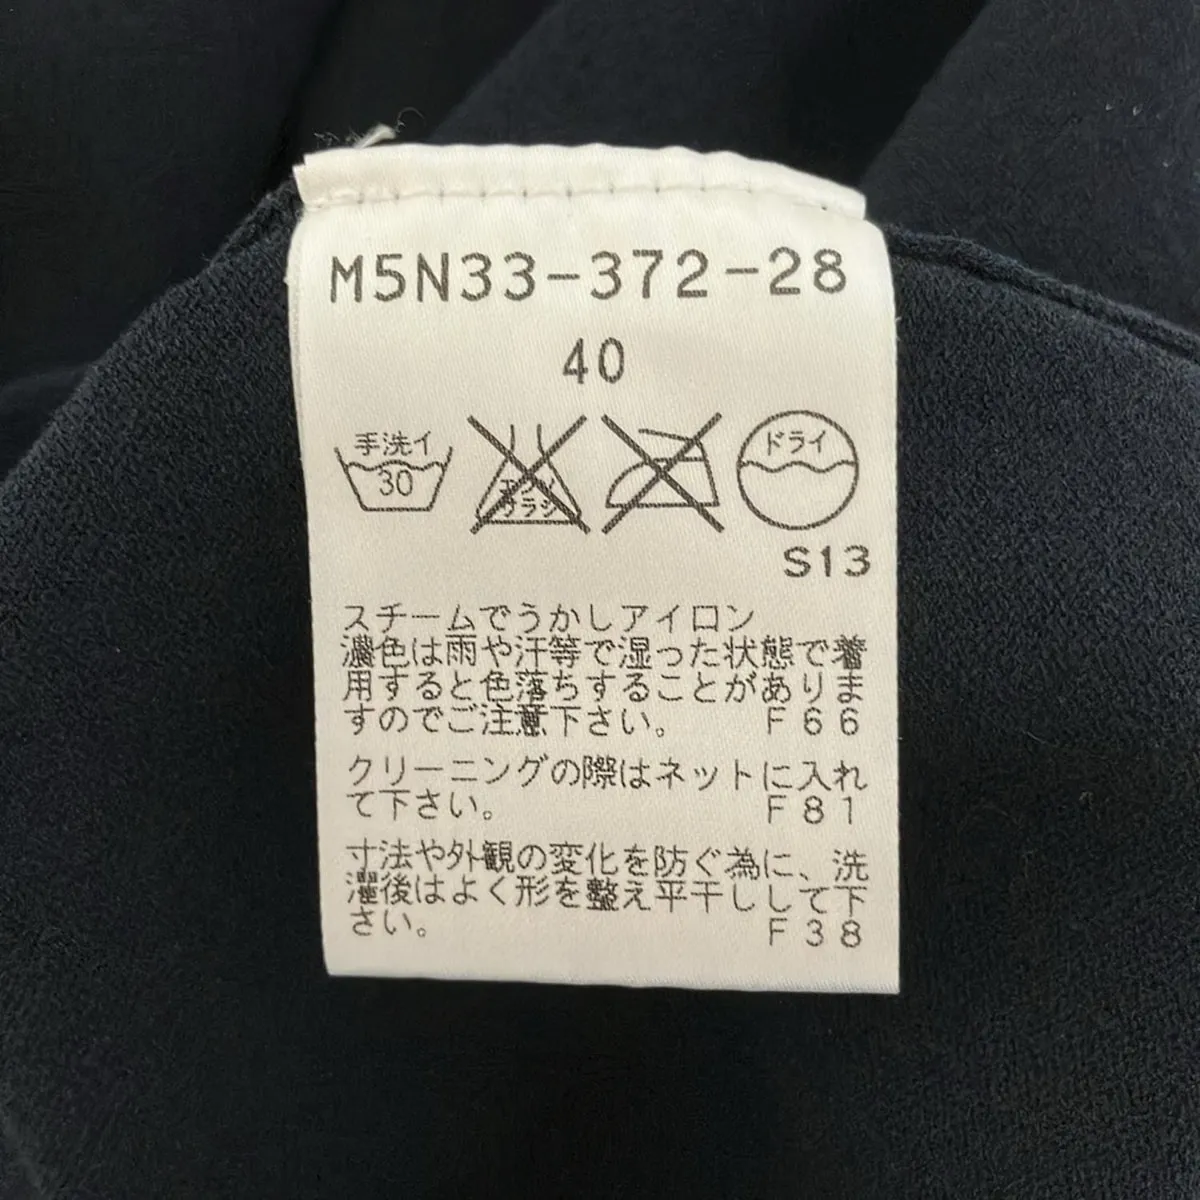 M5N33-372-28
40
手洗イ
30
エンソ
サラシ
ドライ
S13
スチームでうかしアイロン
濃色は雨や汗等で湿った状態で着
用すると色落ちすることがありま
すのでご注意下さい。 F66
クリーニングの際はネットに入れ
て下さい。 F81
寸法や外観の変化を防ぐ為に、洗
濯後はよく形を整え平干しして下
さい。 F38